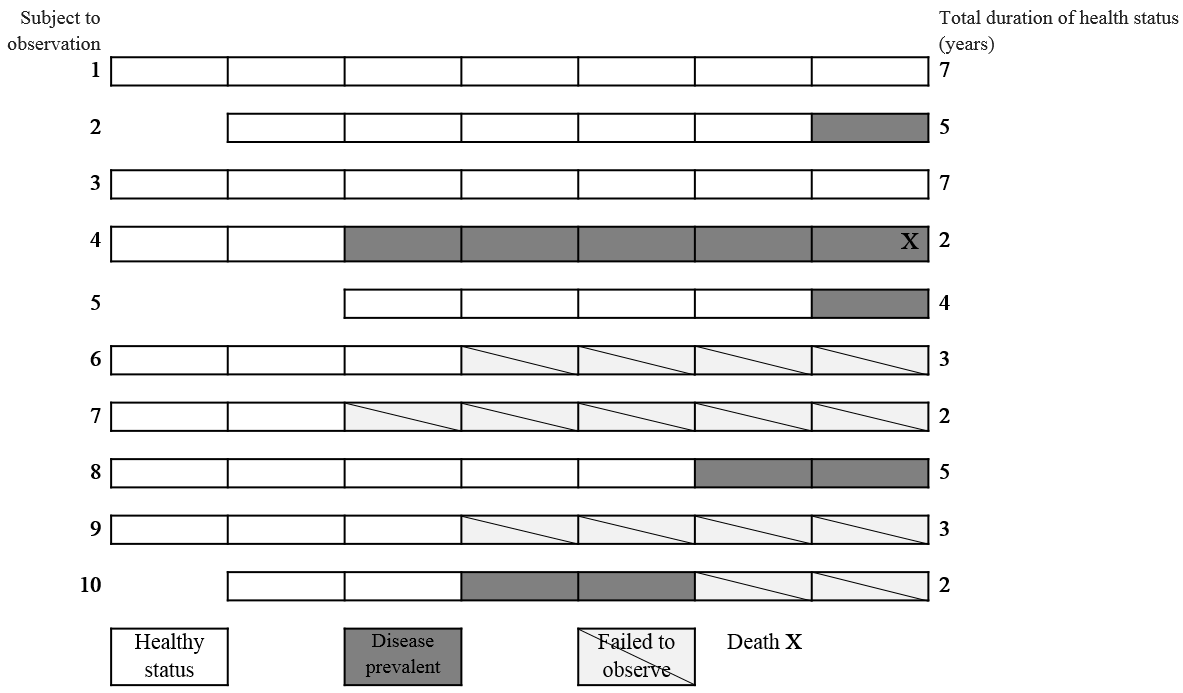 Subject to
observation
Total duration of health status
(years)
1 7
2 5
3 7
4 X 2
5 4
6 3
7 2
8 5
9 3
10 2
Healthy
status
Disease
prevalent
Failed to
observe
Death X